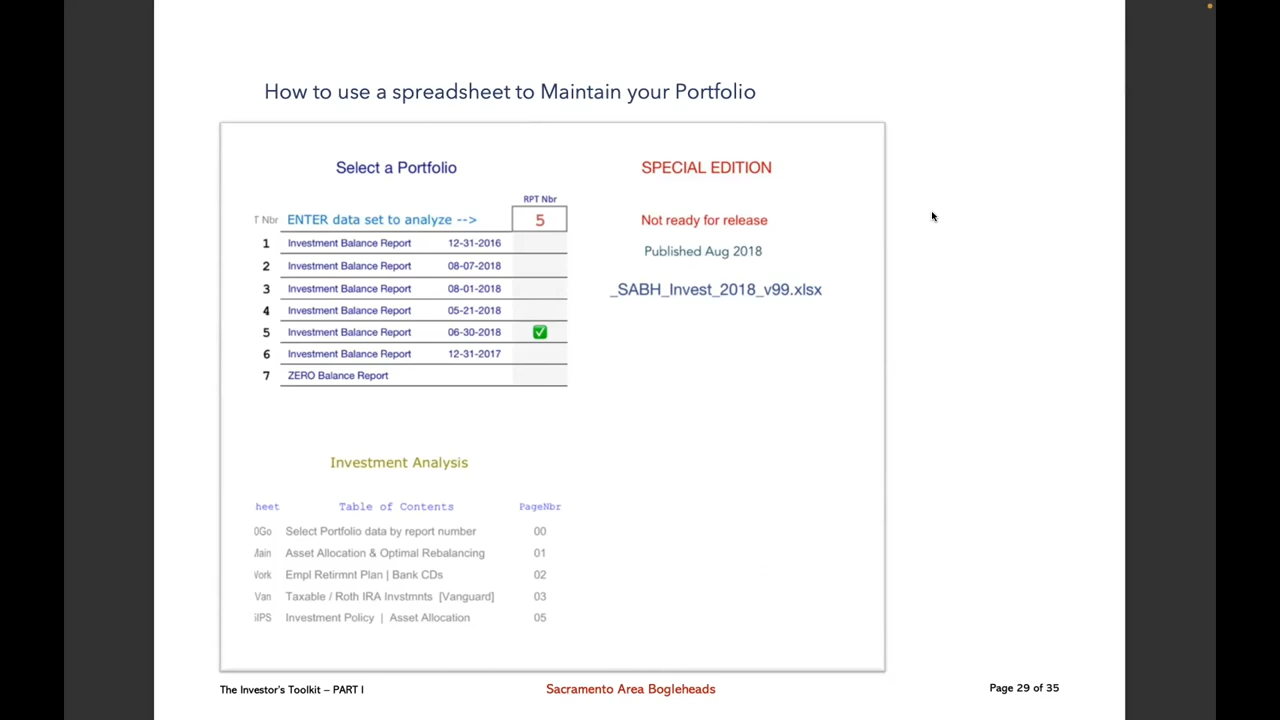 How to use a spreadsheet to Maintain your Portfolio
Select a Portfolio
SPECIAL EDITION
RPT Nbr
T Nbr ENTER data set to analyze --> 5
Not ready for release
1 Investment Balance Report 12-31-2016
Published Aug 2018
2 Investment Balance Report 08-07-2018
3 Investment Balance Report 08-01-2018
_SABH_Invest_2018_v99.xlsx
4 Investment Balance Report 05-21-2018
5 Investment Balance Report 06-30-2018 ✅
6 Investment Balance Report 12-31-2017
7 ZERO Balance Report
Investment Analysis
heet Table of Contents PageNbr
0Go Select Portfolio data by report number 00
Main Asset Allocation & Optimal Rebalancing 01
Work Empl Retirmnt Plan | Bank CDs 02
Van Taxable / Roth IRA Invstmnts [Vanguard] 03
IPS Investment Policy | Asset Allocation 05
The Investor's Toolkit – PART I
Sacramento Area Bogleheads
Page 29 of 35